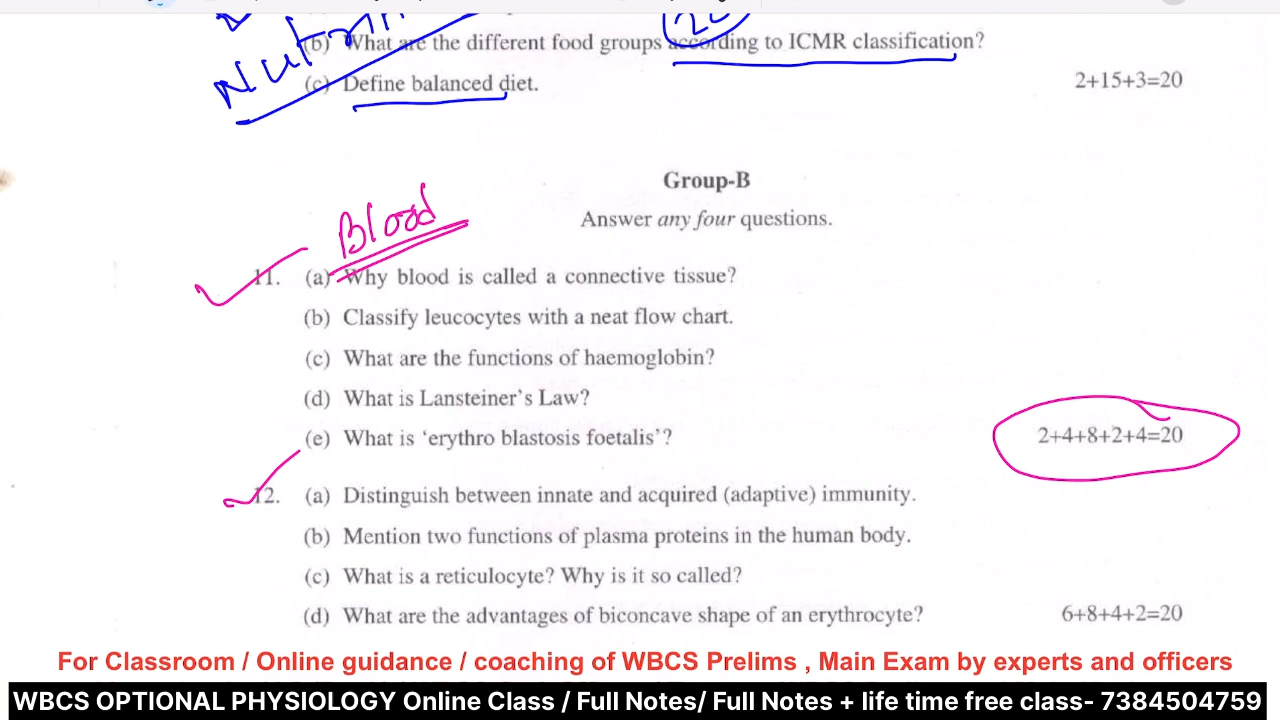 Nutri
(b) What are the different food groups according to ICMR classification?
(c) Define balanced diet. 2+15+3=20
Group-B
Blood
Answer any four questions.
11. (a) Why blood is called a connective tissue?
(b) Classify leucocytes with a neat flow chart.
(c) What are the functions of haemoglobin?
(d) What is Lansteiner's Law?
(e) What is 'erythro blastosis foetalis'? 2+4+8+2+4=20
12. (a) Distinguish between innate and acquired (adaptive) immunity.
(b) Mention two functions of plasma proteins in the human body.
(c) What is a reticulocyte? Why is it so called?
(d) What are the advantages of biconcave shape of an erythrocyte? 6+8+4+2=20
For Classroom / Online guidance / coaching of WBCS Prelims , Main Exam by experts and officers
WBCS OPTIONAL PHYSIOLOGY Online Class / Full Notes/ Full Notes + life time free class- 7384504759